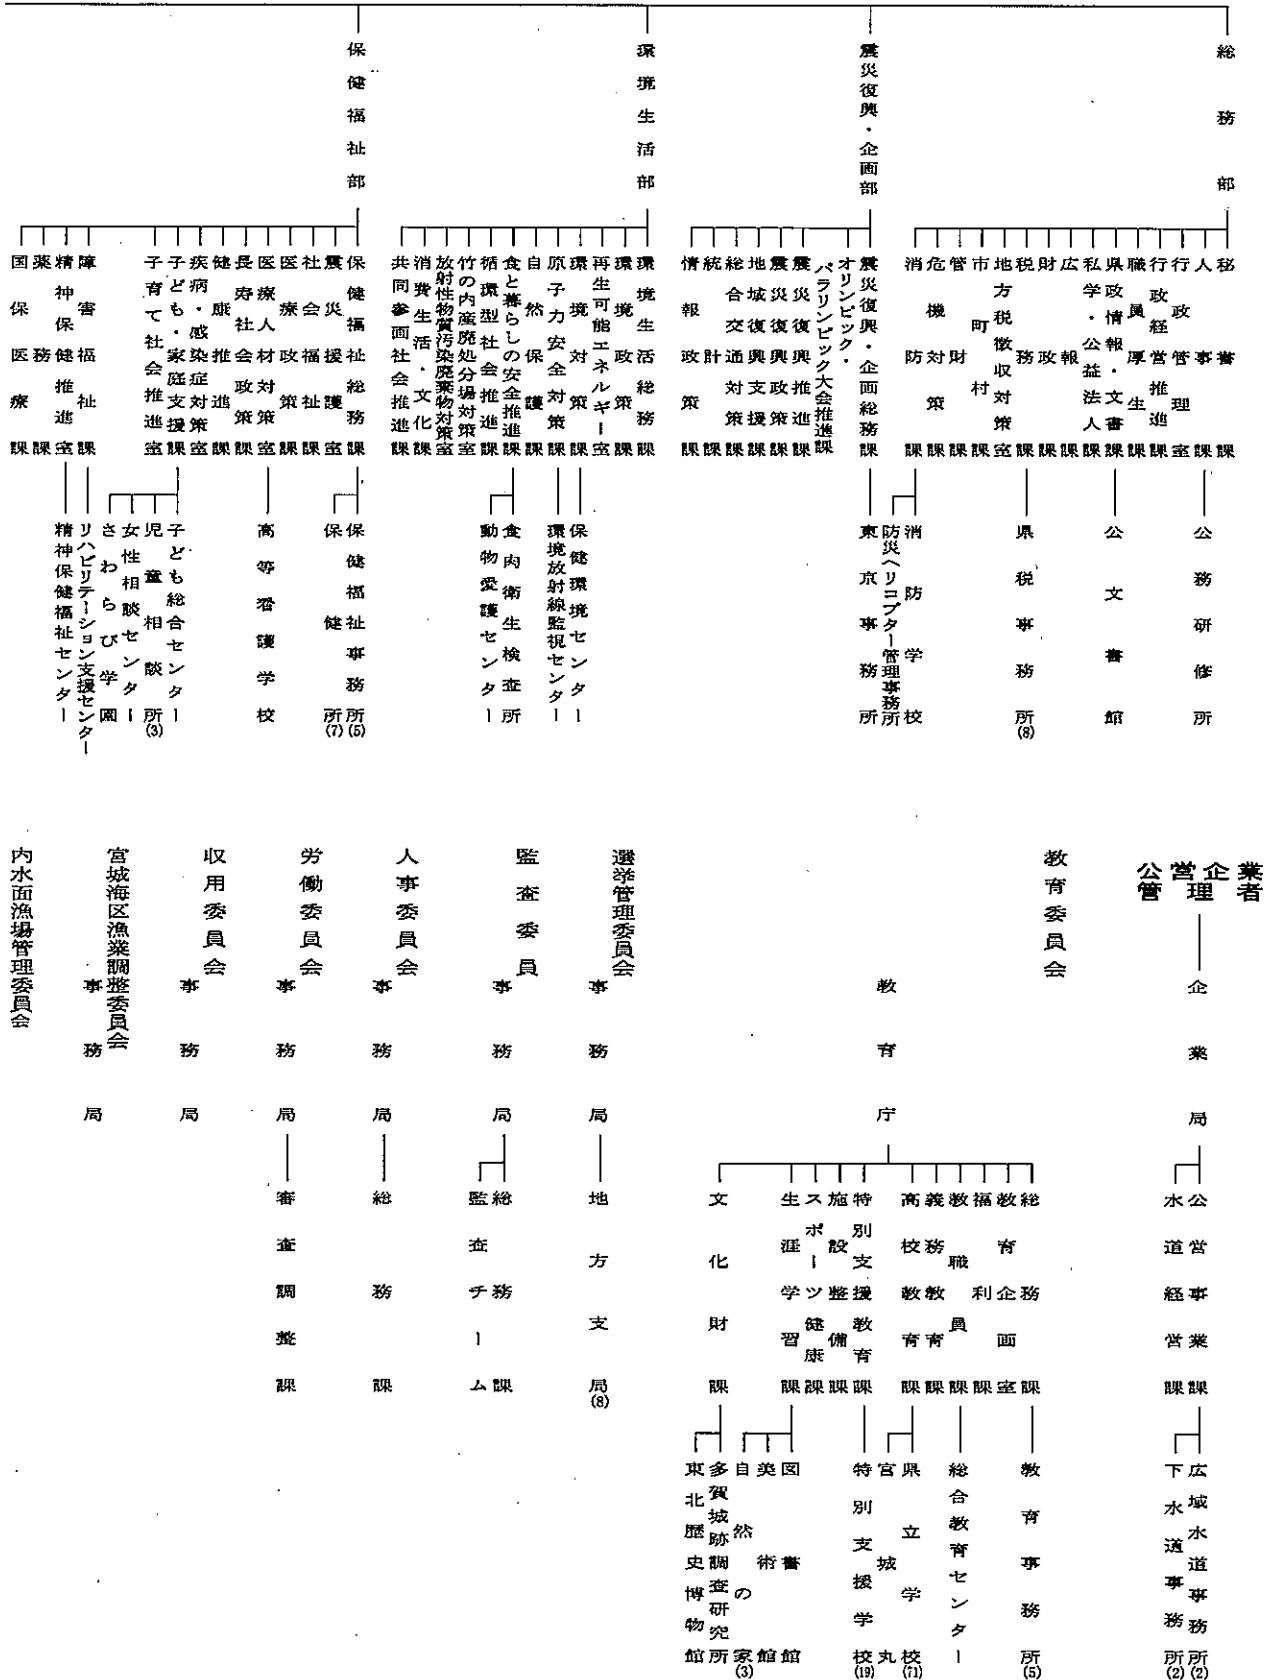 総務部
秘書課
人事課
行政管理室
行政経営推進課
職員厚生課
県政情報・文書課
私学・公益法人課
広報課
財政課
税務課
地方税徴収対策室
市町村課
管財課
危機対策課
消防課
公務研修所
公文書館
県税事務所(8)
消防学校
防災ヘリコプター管理事務所
震災復興・企画部
震災復興・企画総務課
オリンピック・
パラリンピック大会推進課
震災復興推進課
震災復興政策課
地域復興支援課
総合交通対策課
統計課
情報政策課
東京事務所
環境生活部
環境生活総務課
環境政策課
再生可能エネルギー室
環境対策課
原子力安全対策課
自然保護課
食と暮らしの安全推進課
循環型社会推進課
竹の内産廃処分場対策室
放射性物質汚染廃棄物対策室
消費生活・文化課
共同参画社会推進課
保健環境センター
環境放射線監視センター
食肉衛生検査所
動物愛護センター
保健福祉部
保健福祉総務課
震災援護室
社会福祉課
医療政策課
医療人材対策室
長寿社会政策課
健康推進課
疾病・感染症対策室
子ども・家庭支援課
子育て社会推進室
障害福祉課
精神保健推進室
薬務課
国保医療課
保健福祉事務所(5)
保健所(7)
高等看護学校
子ども総合センター
児童相談所(3)
女性相談センター
さわらび学園
リハビリテーション支援センター
精神保健福祉センター
公営企業
管理者
企業局
公営事業課
水道経営課
広域水道事務所(2)
下水道事務所(2)
教育委員会
教育庁
総務課
教育企画室
福利課
教職員課
義務教育課
高校教育課
特別支援教育課
施設整備課
スポーツ健康課
生涯学習課
文化財課
教育事務所(5)
総合教育センター
県立学校(71)
宮城丸
特別支援学校(19)
図書館
美術館
自然の家(3)
多賀城跡調査研究所
東北歴史博物館
選挙管理委員会
事務局
地方支局(8)
監査委員
事務局
総務課
監査チーム
人事委員会
事務局
総務課
労働委員会
事務局
審査調整課
収用委員会
事務局
宮城海区漁業調整委員会
事務局
内水面漁場管理委員会